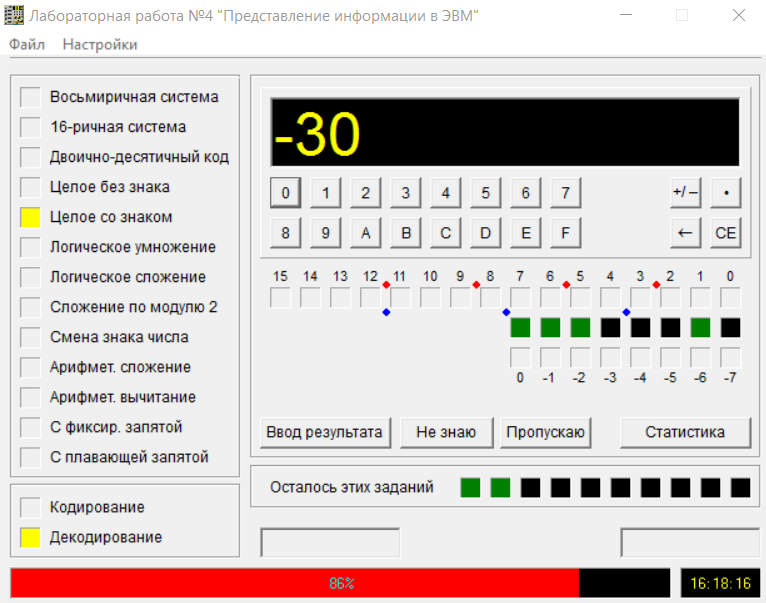 Лабораторная работа №4 "Представление информации в ЭВМ"
Файл Настройки
Восьмиричная система
16-ричная система
Двоично-десятичный код
Целое без знака
Целое со знаком
Логическое умножение
Логическое сложение
Сложение по модулю 2
Смена знака числа
Арифмет. сложение
Арифмет. вычитание
С фиксир. запятой
С плавающей запятой
Кодирование
Декодирование
-30
0 1 2 3 4 5 6 7 +/- •
8 9 A B C D E F ← CE
15 14 13 12 11 10 9 8 7 6 5 4 3 2 1 0
0 -1 -2 -3 -4 -5 -6 -7
Ввод результата Не знаю Пропускаю Статистика
Осталось этих заданий
86% 16:18:16